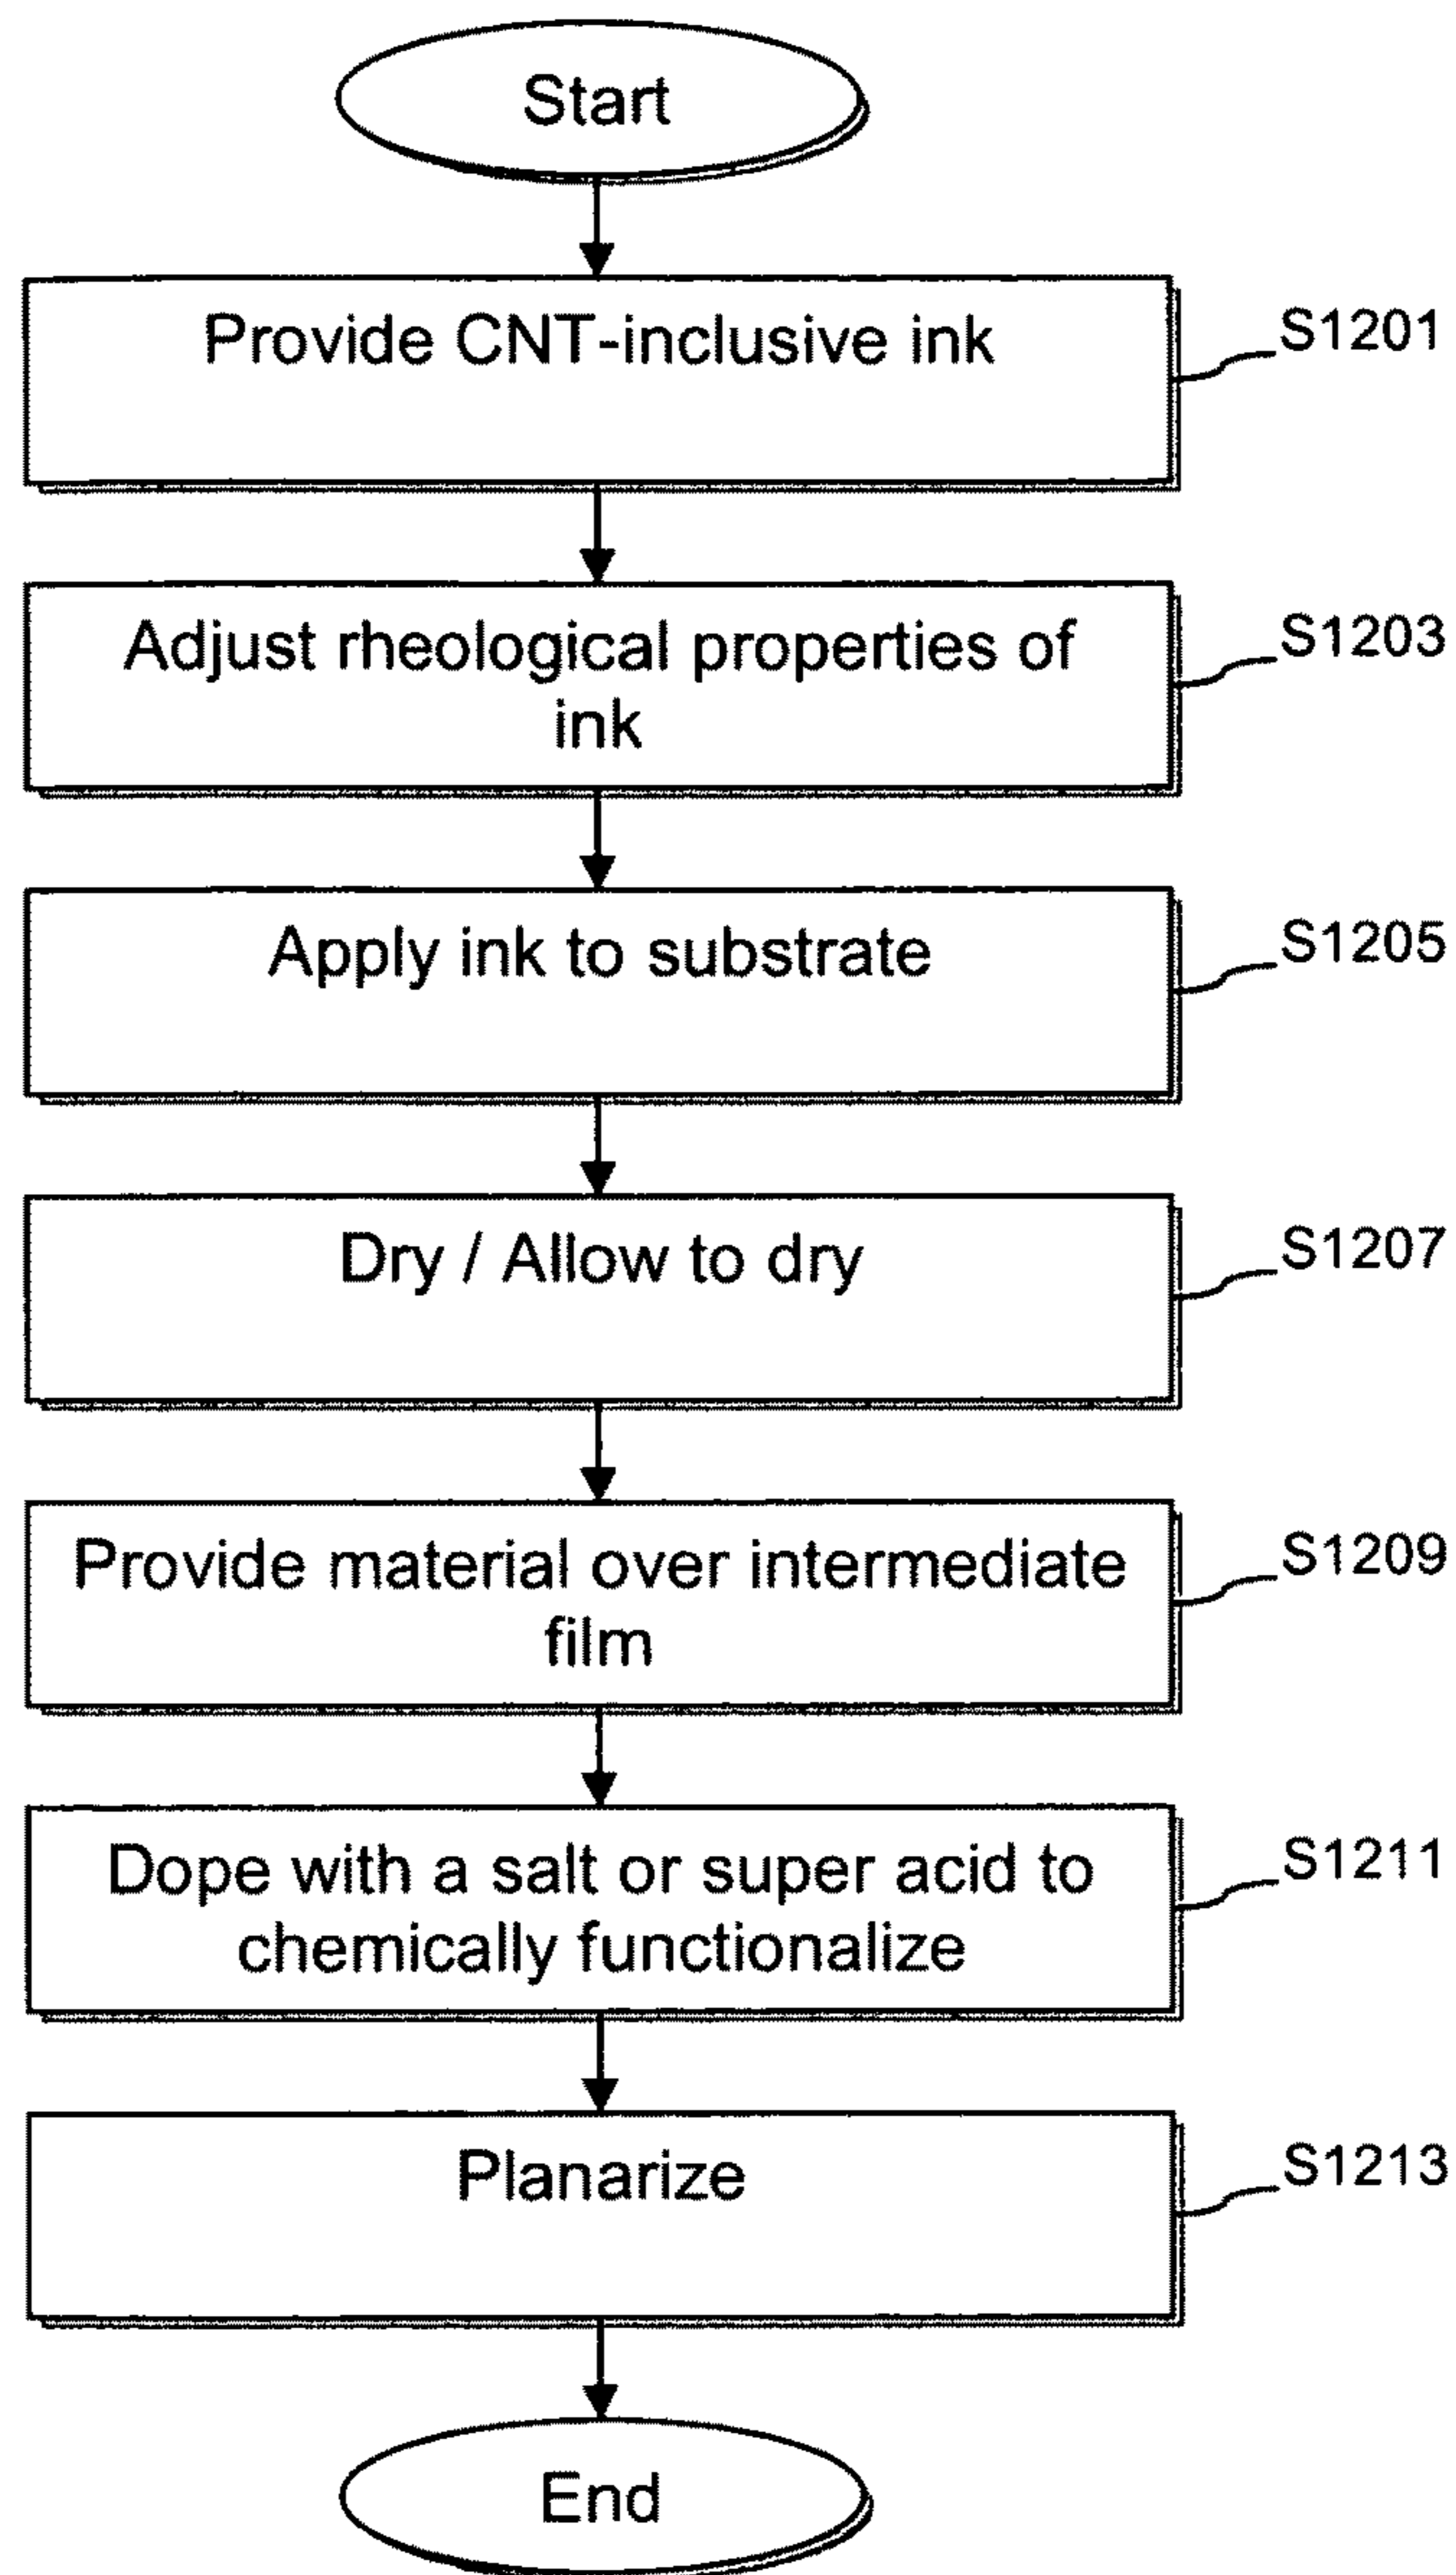 Start
Provide CNT-inclusive ink
S1201
Adjust rheological properties of
ink
S1203
Apply ink to substrate
S1205
Dry / Allow to dry
S1207
Provide material over intermediate
film
S1209
Dope with a salt or super acid to
chemically functionalize
S1211
Planarize
S1213
End